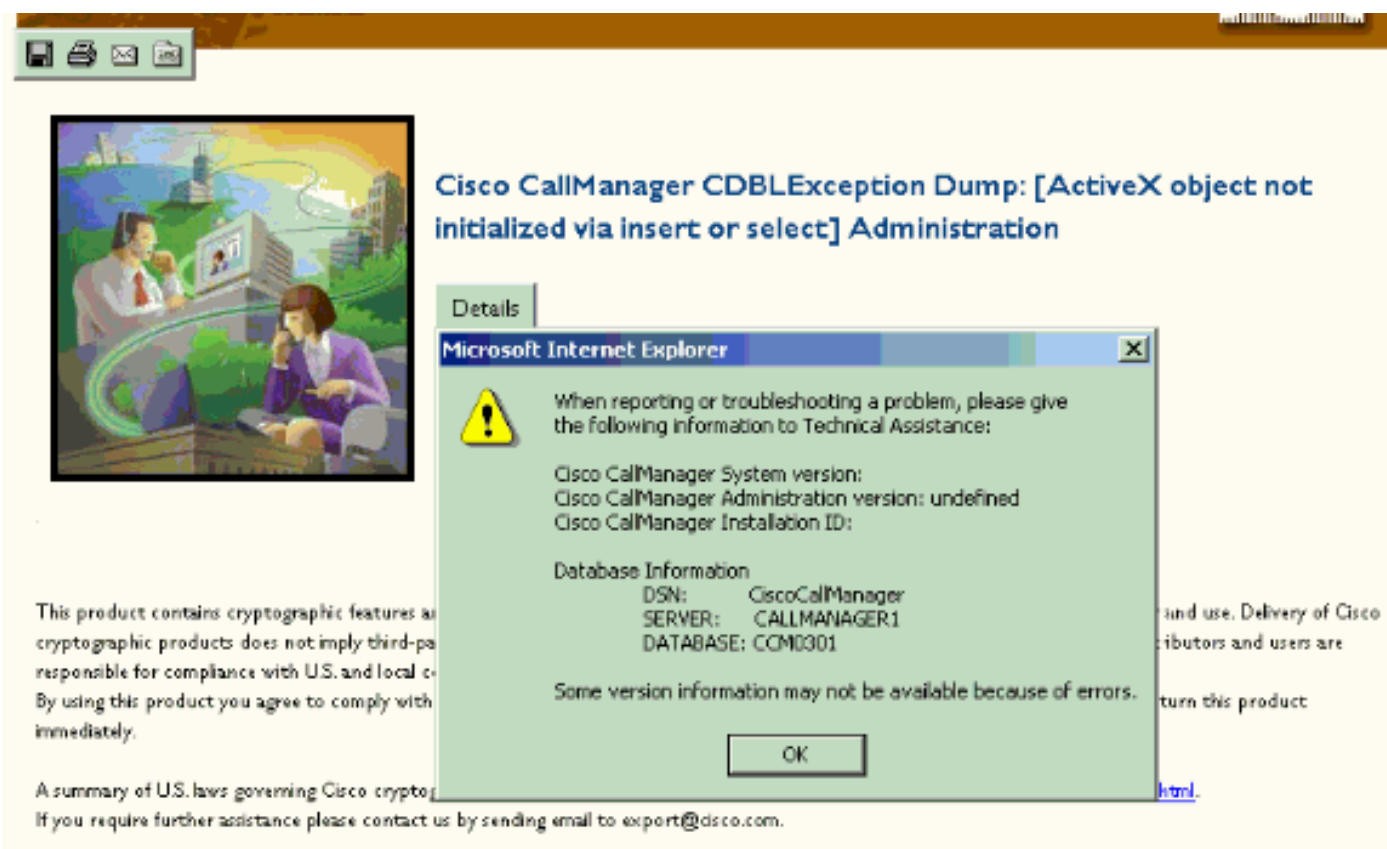 Cisco CallManager CDBLException Dump: [ActiveX object not
initialized via insert or select] Administration
Details
Microsoft Internet Explorer
When reporting or troubleshooting a problem, please give
the following information to Technical Assistance:
Cisco CallManager System version:
Cisco CallManager Administration version: undefined
Cisco CallManager Installation ID:
Database Information
DSN: CiscoCallManager
SERVER: CALLMANAGER1
DATABASE: CCM0301
Some version information may not be available because of errors.
OK
This product contains cryptographic features and use. Delivery of Cisco
cryptographic products does not imply third-pa users are
responsible for compliance with U.S. and local
By using this product you agree to comply with turn this product
immediately.
A summary of U.S. laws governing Cisco html.
If you require further assistance please contact us by sending email to export@cisco.com.